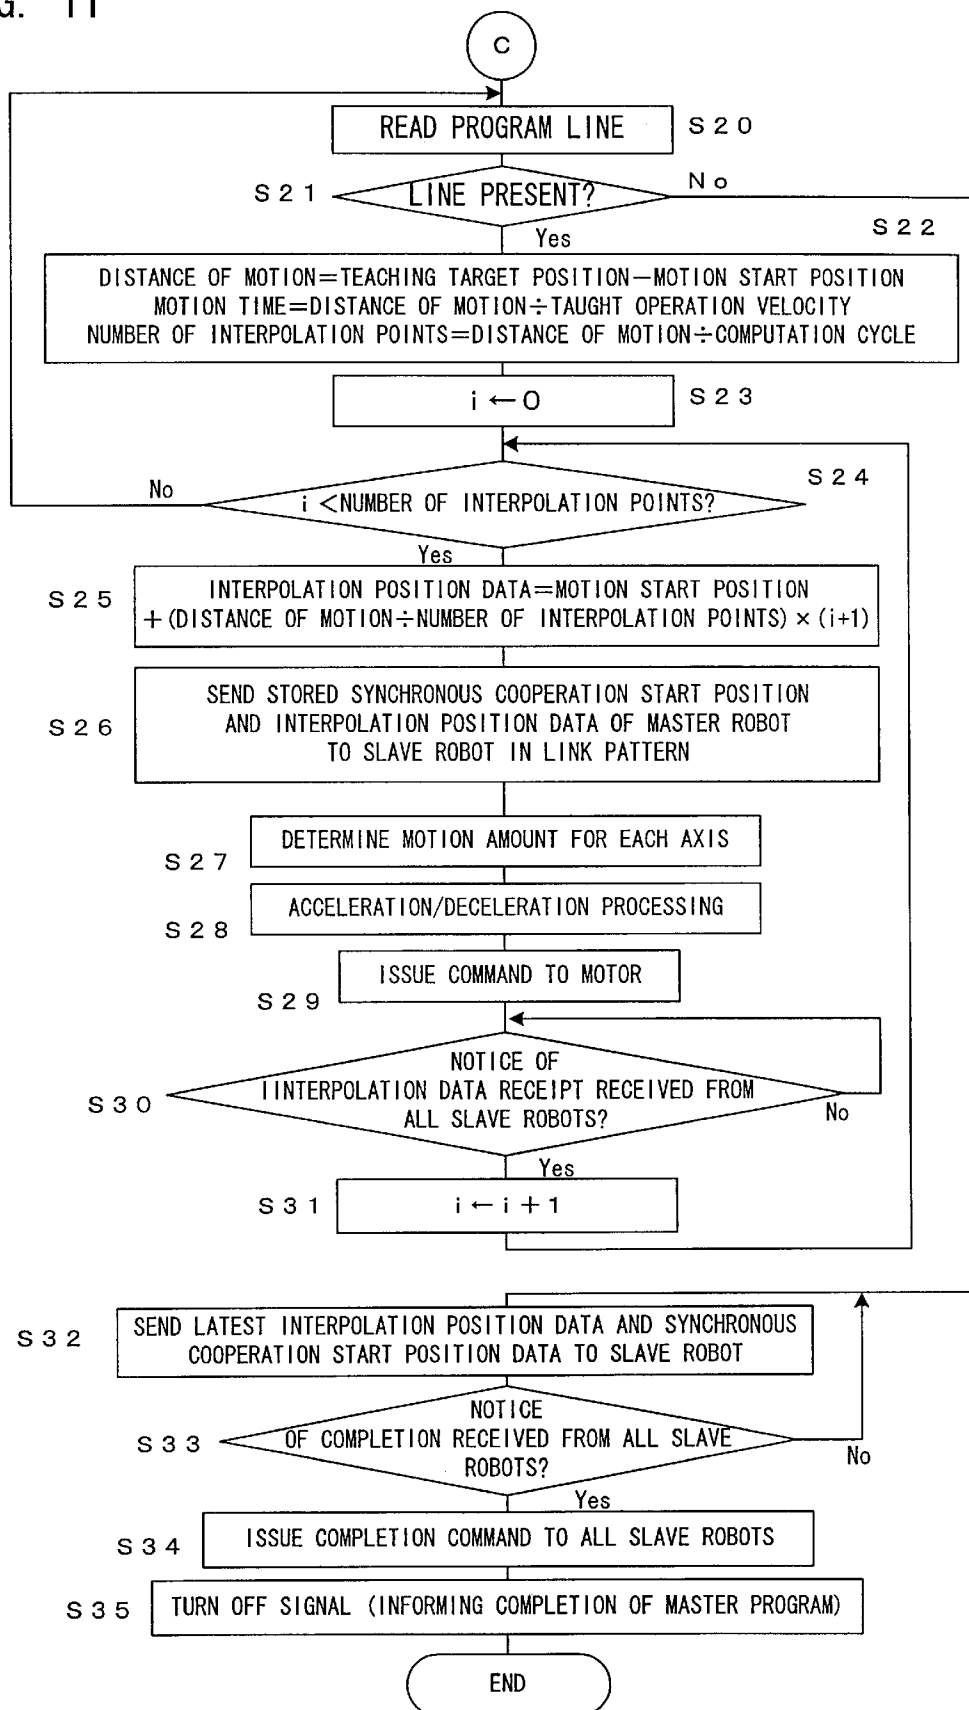 G. 11
C
READ PROGRAM LINE
S20
S21
LINE PRESENT?
No
S22
Yes
DISTANCE OF MOTION=TEACHING TARGET POSITION−MOTION START POSITION
MOTION TIME=DISTANCE OF MOTION÷TAUGHT OPERATION VELOCITY
NUMBER OF INTERPOLATION POINTS=DISTANCE OF MOTION÷COMPUTATION CYCLE
i ← 0
S23
S24
No
i <NUMBER OF INTERPOLATION POINTS?
Yes
S25
INTERPOLATION POSITION DATA=MOTION START POSITION
+(DISTANCE OF MOTION÷NUMBER OF INTERPOLATION POINTS) × (i+1)
S26
SEND STORED SYNCHRONOUS COOPERATION START POSITION
AND INTERPOLATION POSITION DATA OF MASTER ROBOT
TO SLAVE ROBOT IN LINK PATTERN
S27
DETERMINE MOTION AMOUNT FOR EACH AXIS
S28
ACCELERATION/DECELERATION PROCESSING
S29
ISSUE COMMAND TO MOTOR
S30
NOTICE OF
IINTERPOLATION DATA RECEIPT RECEIVED FROM
ALL SLAVE ROBOTS?
No
Yes
S31
i ← i + 1
S32
SEND LATEST INTERPOLATION POSITION DATA AND SYNCHRONOUS
COOPERATION START POSITION DATA TO SLAVE ROBOT
S33
NOTICE
OF COMPLETION RECEIVED FROM ALL SLAVE
ROBOTS?
No
Yes
S34
ISSUE COMPLETION COMMAND TO ALL SLAVE ROBOTS
S35
TURN OFF SIGNAL (INFORMING COMPLETION OF MASTER PROGRAM)
END